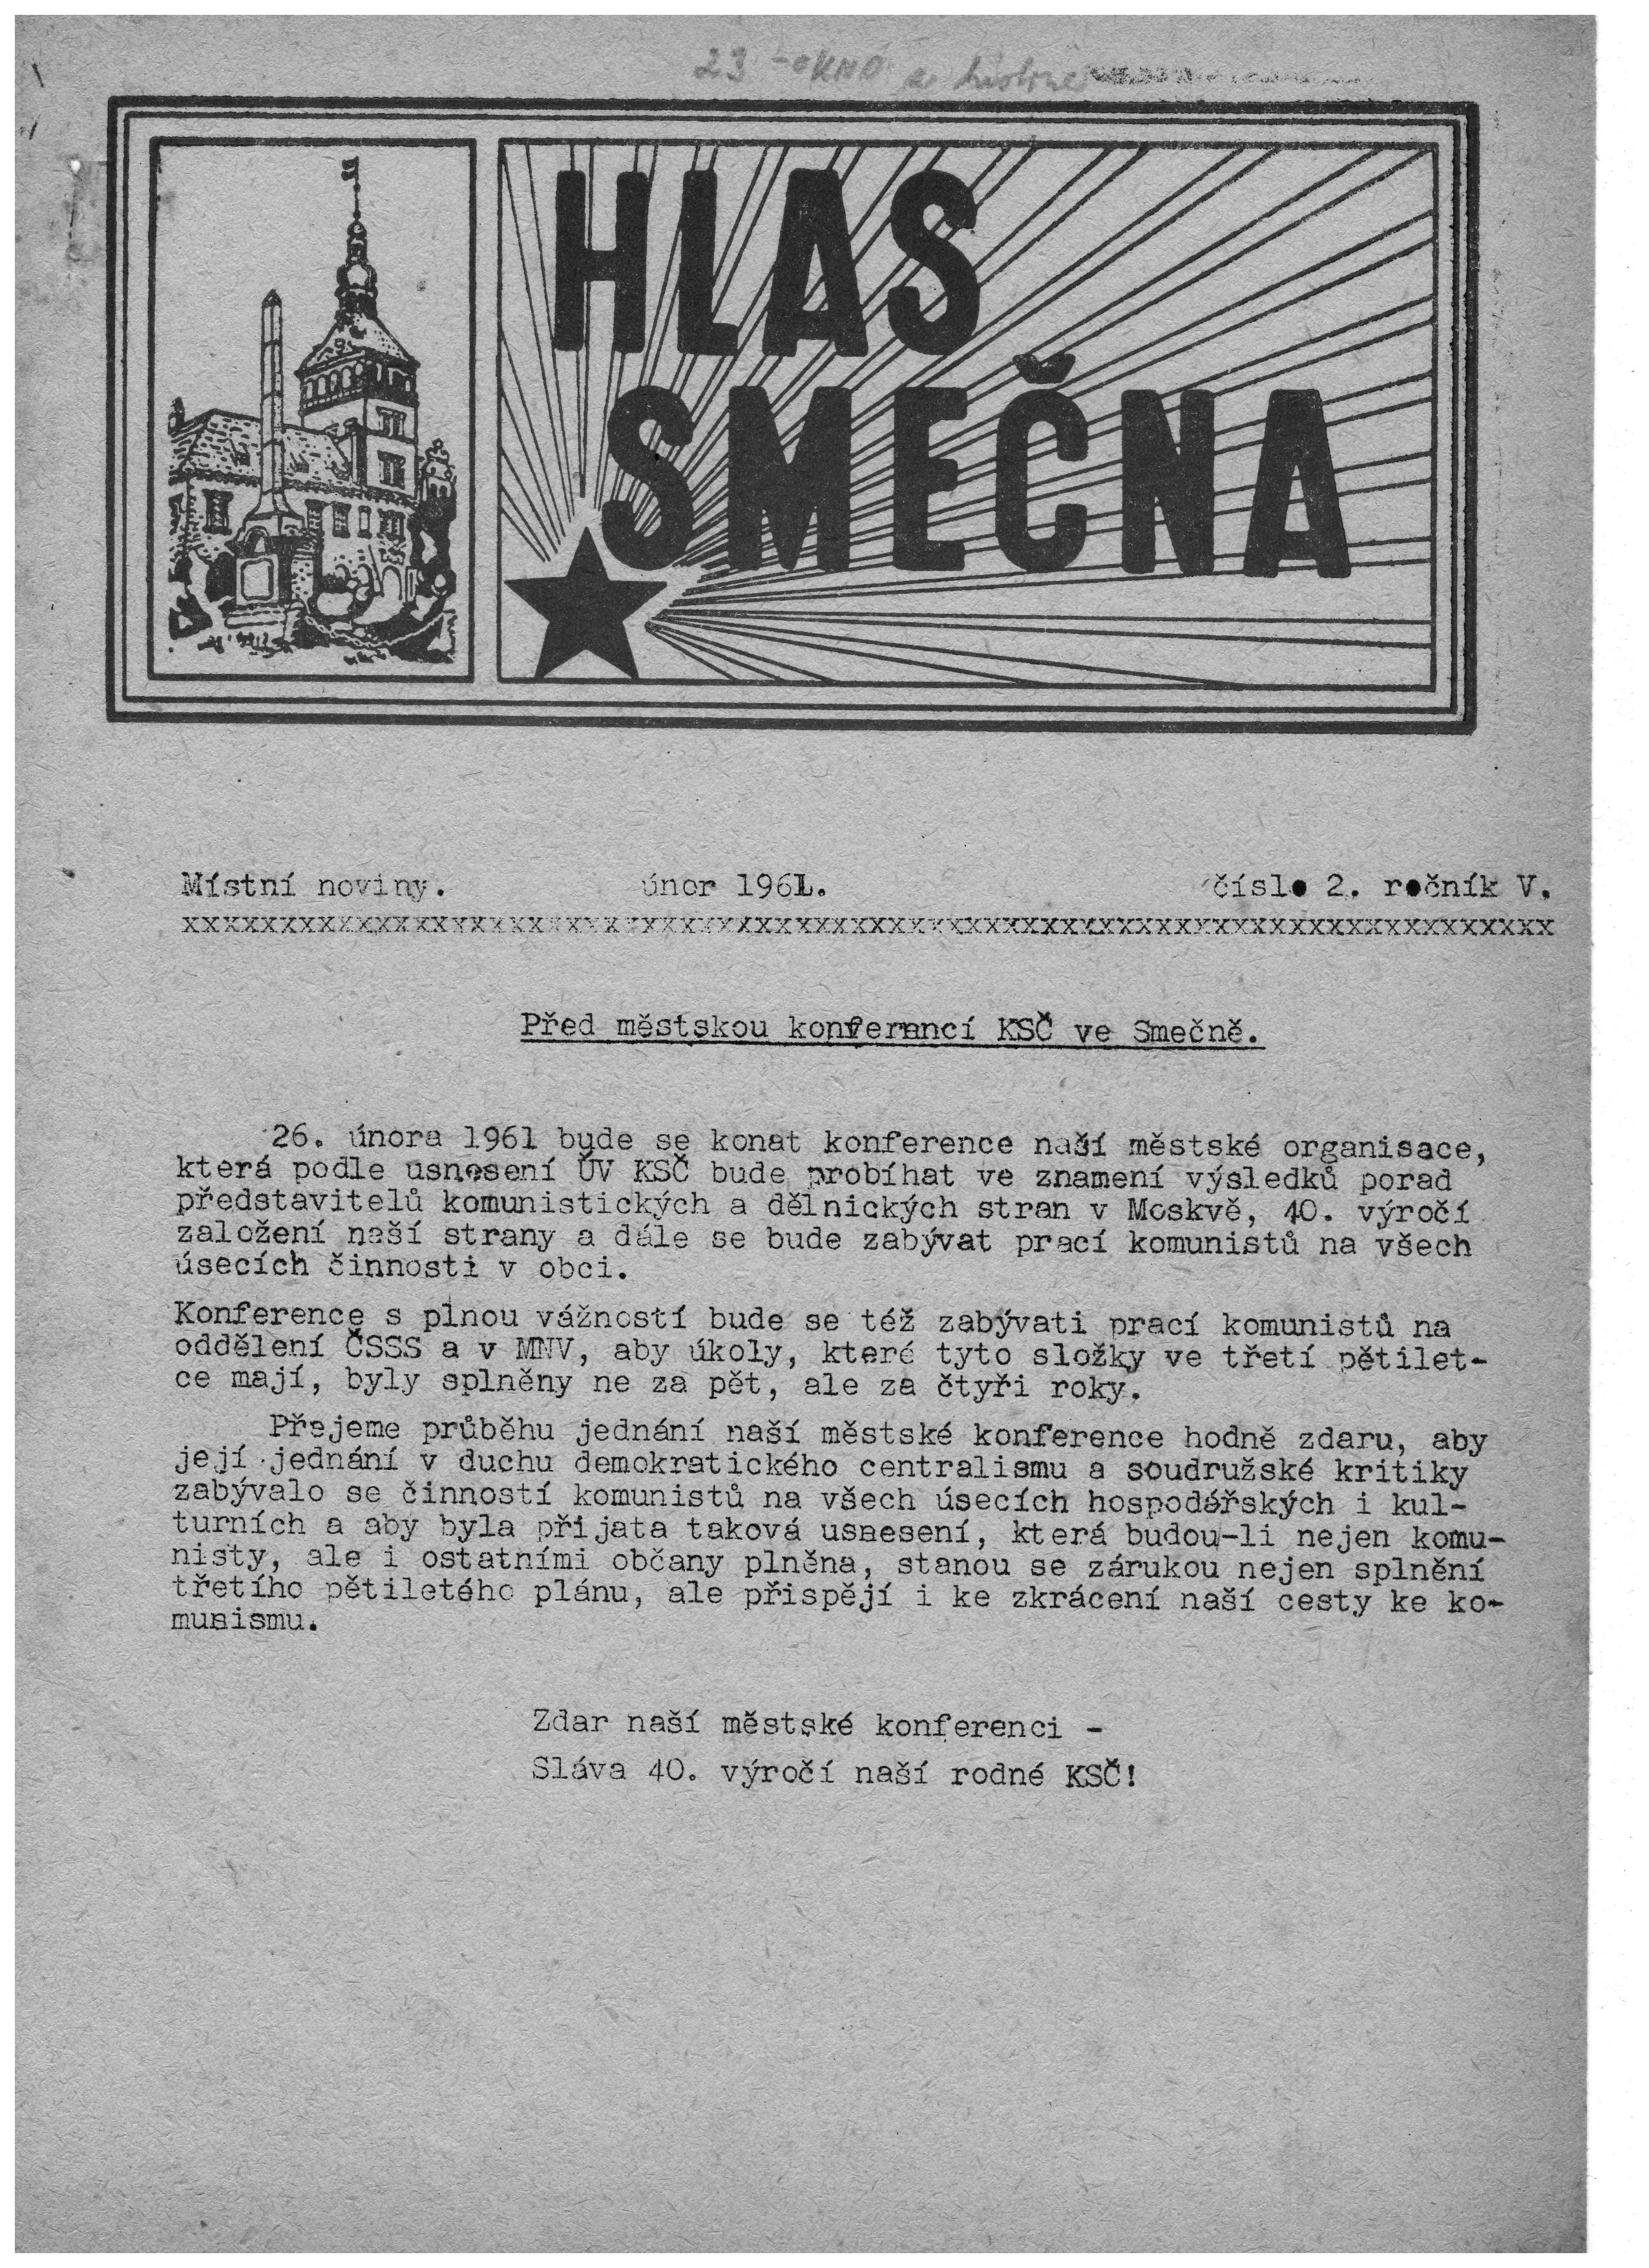 23
HLAS
SMEČNA
Místní noviny. únor 1961. číslo 2. ročník V.
xxxxxxxxxxxxxxxxxxxxxxxxxxxxxxxxxxxxxxxxxxxxxxxxxxxxxxxxxxxxxxxxxxxxxxxx
Před městskou konferencí KSČ ve Smečně.
26. února 1961 bude se konat konference naší městské organisace,
která podle usnesení ÚV KSČ bude probíhat ve znamení výsledků porad
představitelů komunistických a dělnických stran v Moskvě, 40. výročí
založení naší strany a dále se bude zabývat prací komunistů na všech
úsecích činnosti v obci.
Konference s plnou vážností bude se též zabývati prací komunistů na
oddělení ČSSS a v MNV, aby úkoly, které tyto složky ve třetí pětilet-
ce mají, byly splněny ne za pět, ale za čtyři roky.
Přejeme průběhu jednání naší městské konference hodně zdaru, aby
její jednání v duchu demokratického centralismu a soudružské kritiky
zabývalo se činností komunistů na všech úsecích hospodářských i kul-
turních a aby byla přijata taková usnesení, která budou-li nejen komu-
nisty, ale i ostatními občany plněna, stanou se zárukou nejen splnění
třetího pětiletého plánu, ale přispějí i ke zkrácení naší cesty ke ko-
munismu.
Zdar naší městské konferenci -
Sláva 40. výročí naší rodné KSČ!